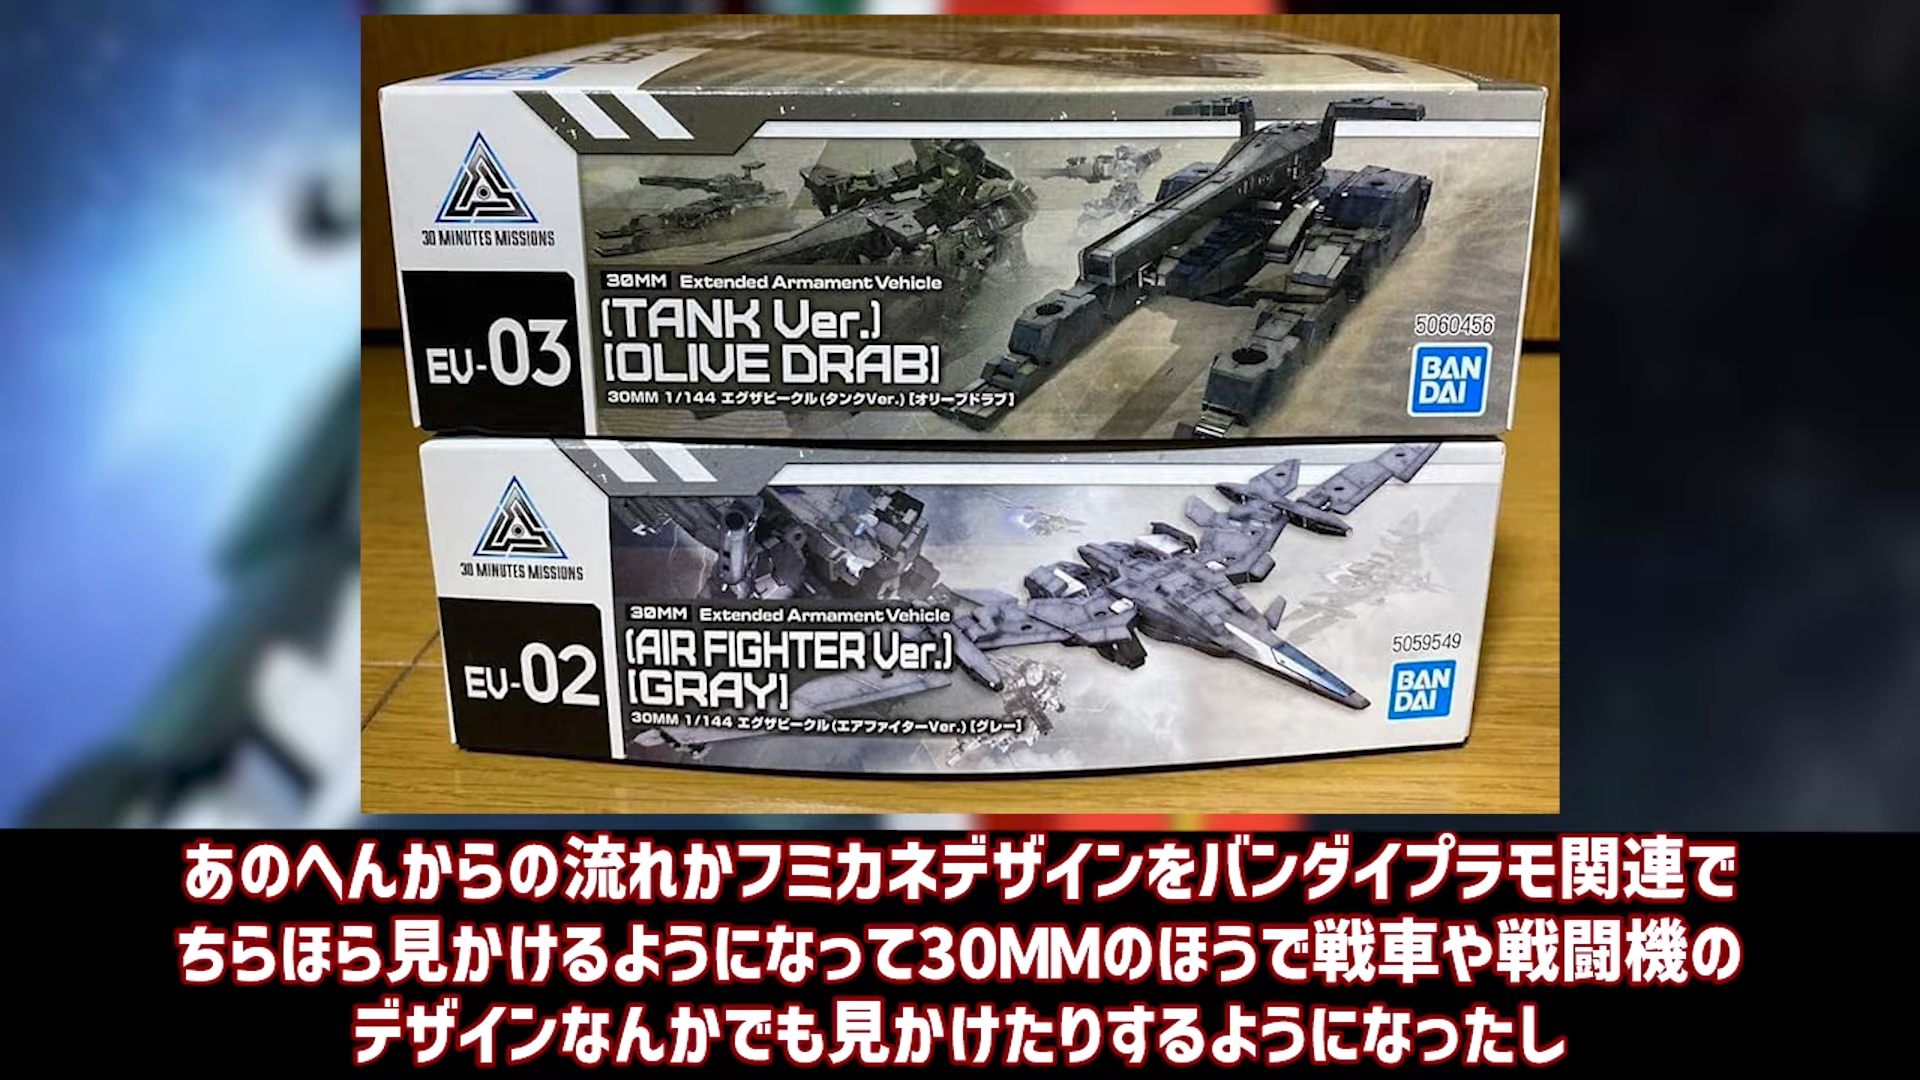 30 MINUTES MISSIONS
EV-03
30MM Extended Armament Vehicle
(TANK Ver.)
[OLIVE DRAB]
30MM 1/144 エグザビークル(タンクVer.)[オリーブドラブ]
5060456
BAN
DAI
30 MINUTES MISSIONS
EV-02
30MM Extended Armament Vehicle
(AIR FIGHTER Ver.)
[GRAY]
30MM 1/144 エグザビークル(エアファイターVer.)[グレー]
5059549
BAN
DAI
あのへんからの流れかフミカネデザインをバンダイプラモ関連で
ちらほら見かけるようになって30MMのほうで戦車や戦闘機の
デザインなんかでも見かけたりするようになったし